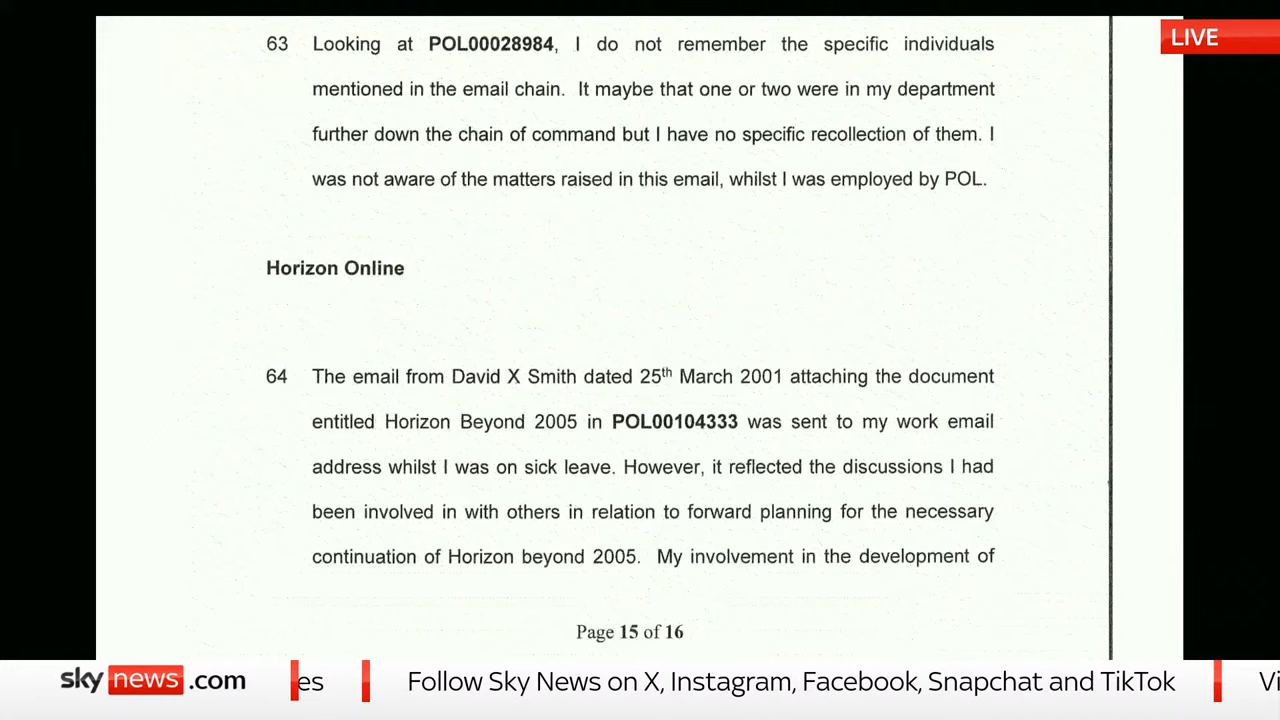 LIVE
63 Looking at POL00028984, I do not remember the specific individuals
mentioned in the email chain. It maybe that one or two were in my department
further down the chain of command but I have no specific recollection of them. I
was not aware of the matters raised in this email, whilst I was employed by POL.
Horizon Online
64 The email from David X Smith dated 25th March 2001 attaching the document
entitled Horizon Beyond 2005 in POL00104333 was sent to my work email
address whilst I was on sick leave. However, it reflected the discussions I had
been involved in with others in relation to forward planning for the necessary
continuation of Horizon beyond 2005. My involvement in the development of
Page 15 of 16
sky news .com es Follow Sky News on X, Instagram, Facebook, Snapchat and TikTok Vi